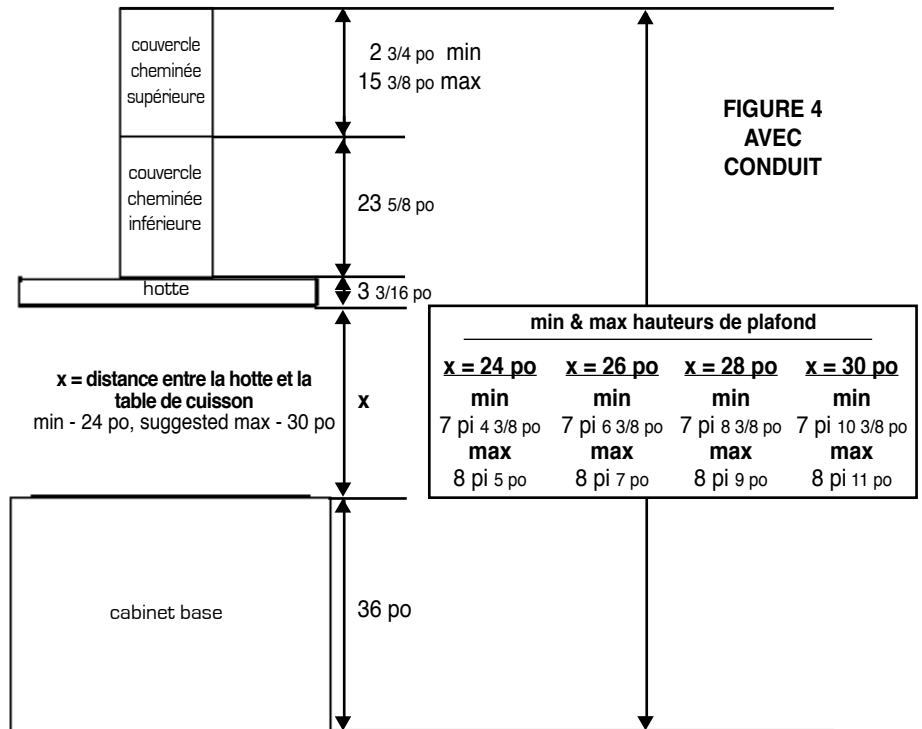 couvercle
cheminée
supérieure
2 3/4 po min
15 3/8 po max
FIGURE 4
AVEC
CONDUIT
couvercle
cheminée
inférieure
23 5/8 po
hotte
3 3/16 po
x = distance entre la hotte et la
table de cuisson
min - 24 po, suggested max - 30 po
x
min & max hauteurs de plafond
x = 24 po x = 26 po x = 28 po x = 30 po
min min min min
7 pi 4 3/8 po 7 pi 6 3/8 po 7 pi 8 3/8 po 7 pi 10 3/8 po
max max max max
8 pi 5 po 8 pi 7 po 8 pi 9 po 8 pi 11 po
cabinet base
36 po